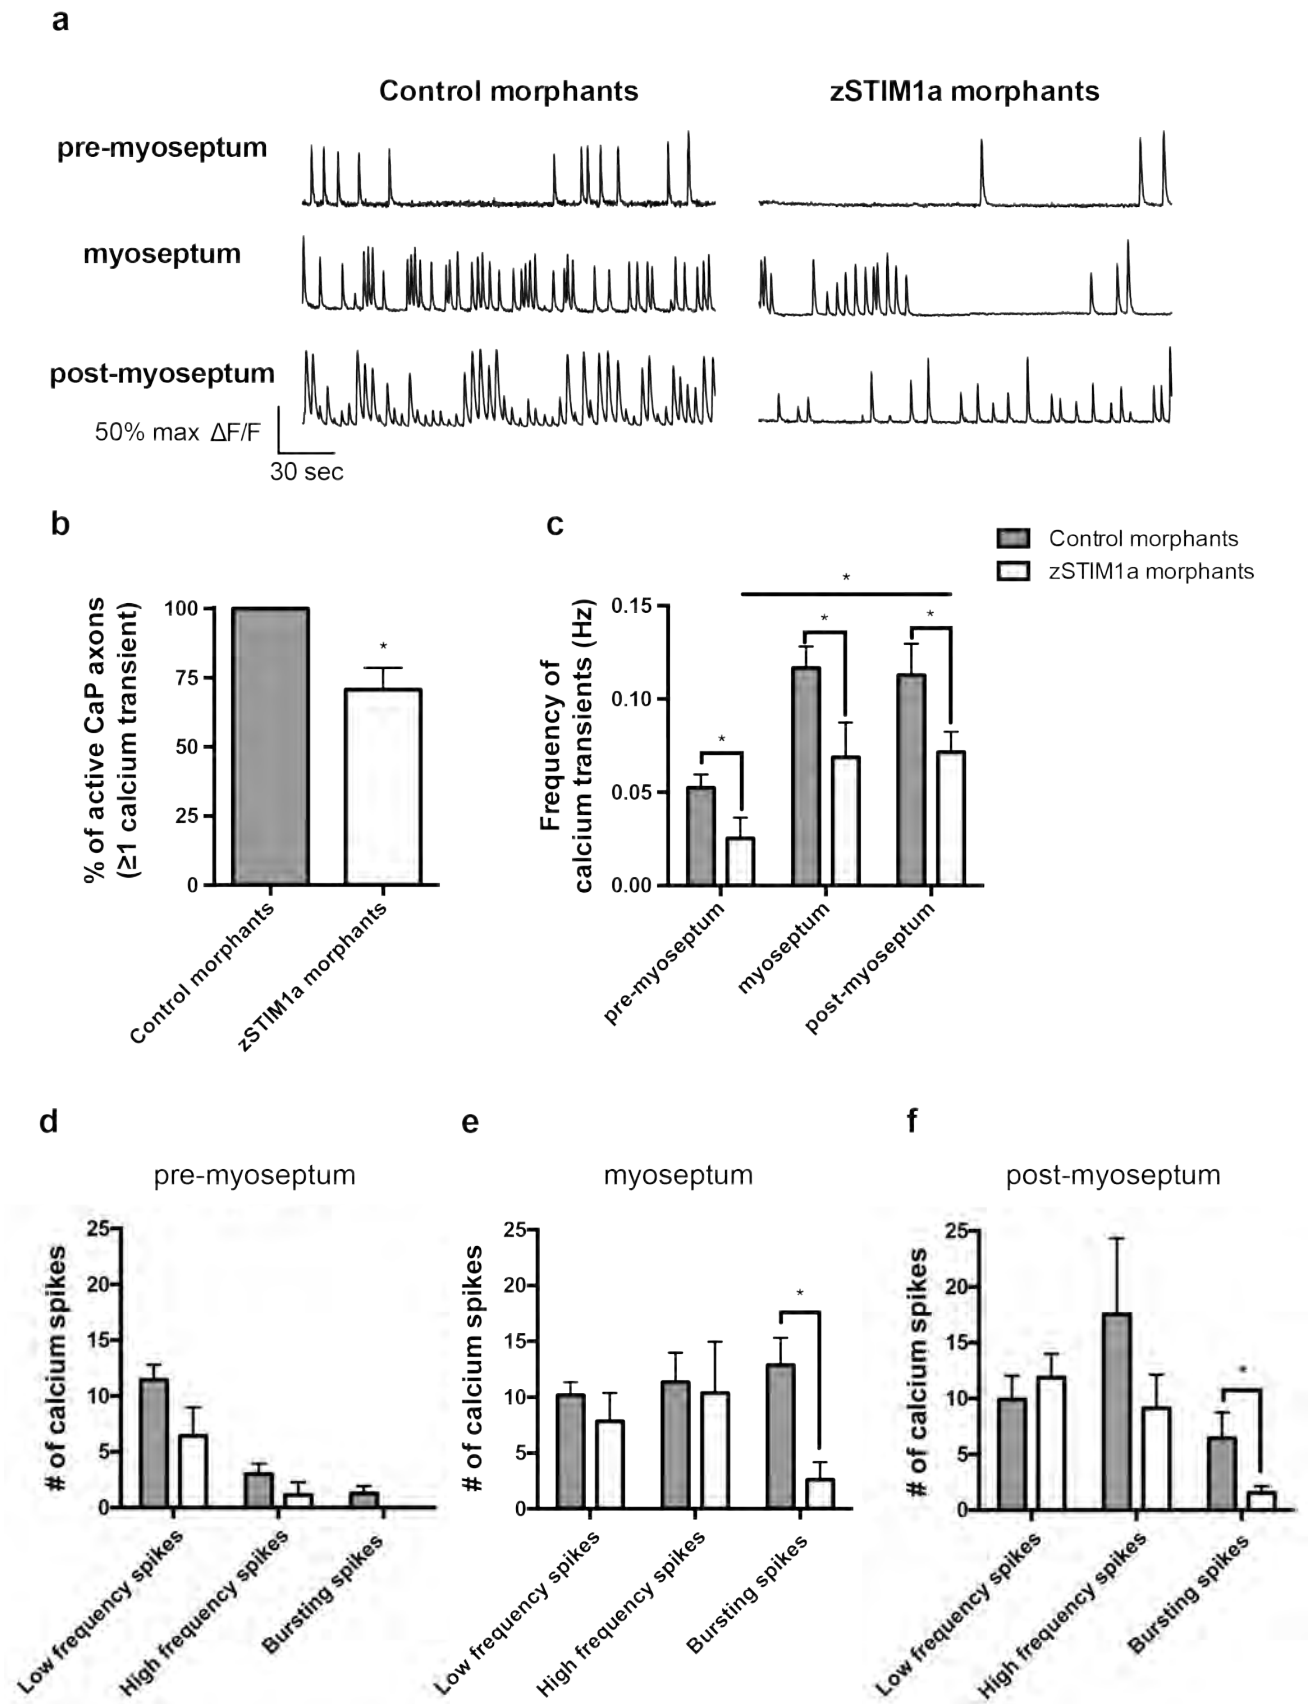 a
Control morphants
zSTIM1a morphants
pre-myoseptum
myoseptum
post-myoseptum
50% max ΔF/F
30 sec
b
% of active CaP axons
(≥1 calcium transient)
100
75
50
25
0
*
Control morphants
zSTIM1a morphants
c
Control morphants
zSTIM1a morphants
Frequency of
calcium transients (Hz)
0.15
0.10
0.05
0.00
*
*
*
*
pre-myoseptum
myoseptum
post-myoseptum
d
pre-myoseptum
# of calcium spikes
25
20
15
10
5
0
Low frequency spikes
High frequency spikes
Bursting spikes
e
myoseptum
# of calcium spikes
25
20
15
10
5
0
*
Low frequency spikes
High frequency spikes
Bursting spikes
f
post-myoseptum
# of calcium spikes
25
20
15
10
5
0
*
Low frequency spikes
High frequency spikes
Bursting spikes